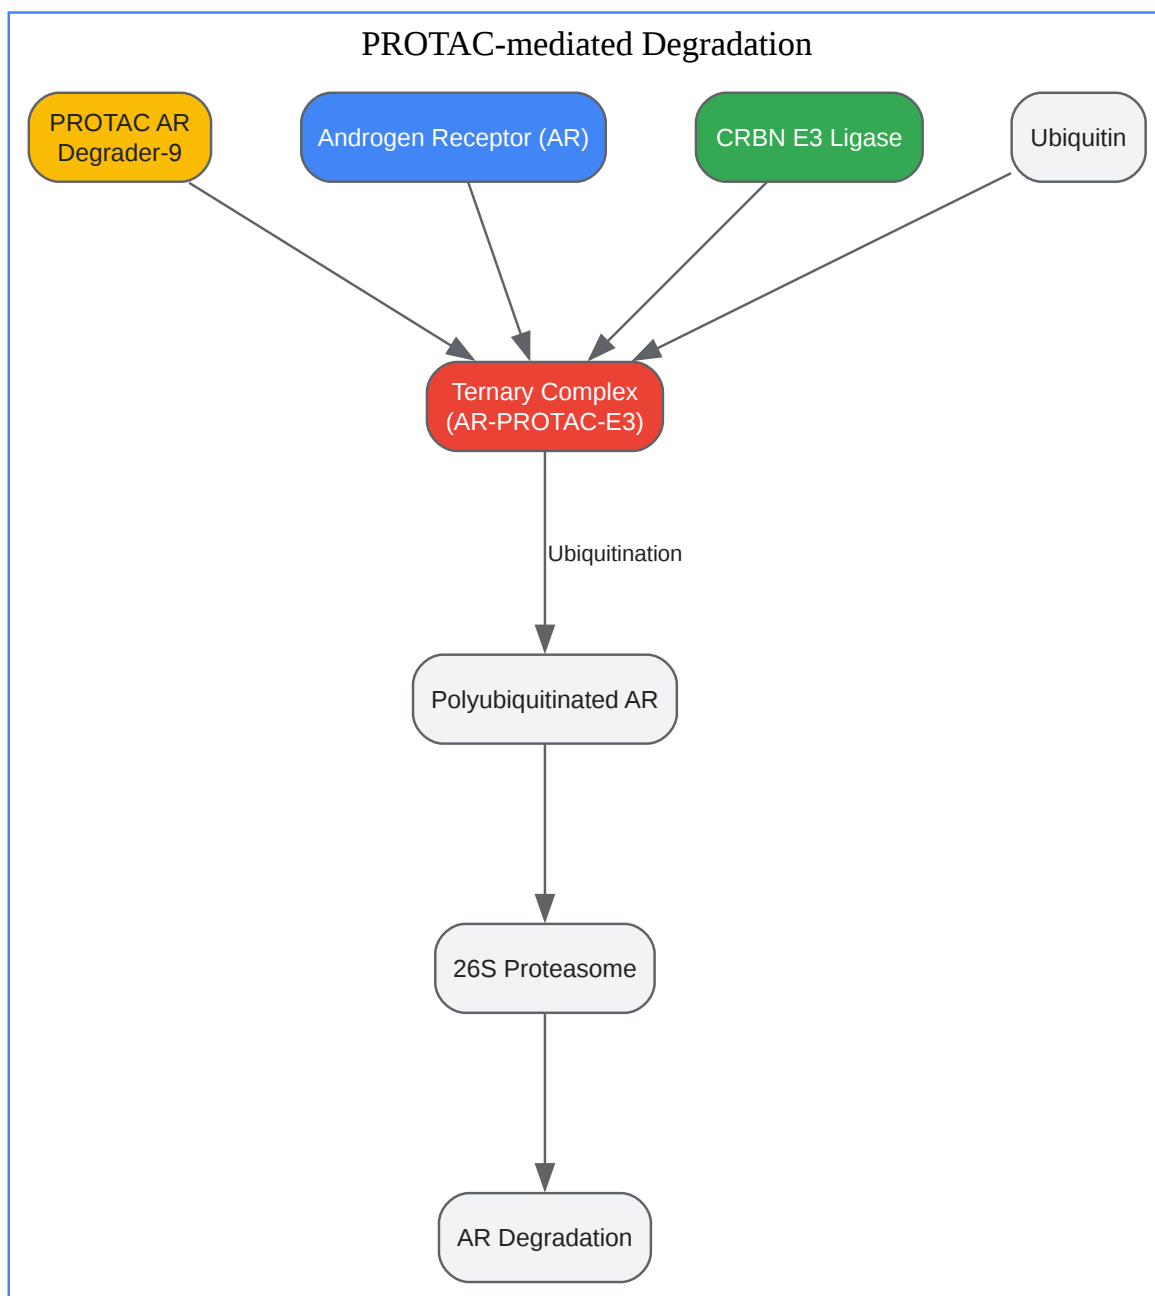 PROTAC-mediated Degradation
PROTAC AR
Degrader-9
Androgen Receptor (AR)
CRBN E3 Ligase
Ubiquitin
Ternary Complex
(AR-PROTAC-E3)
Ubiquitination
Polyubiquitinated AR
26S Proteasome
AR Degradation